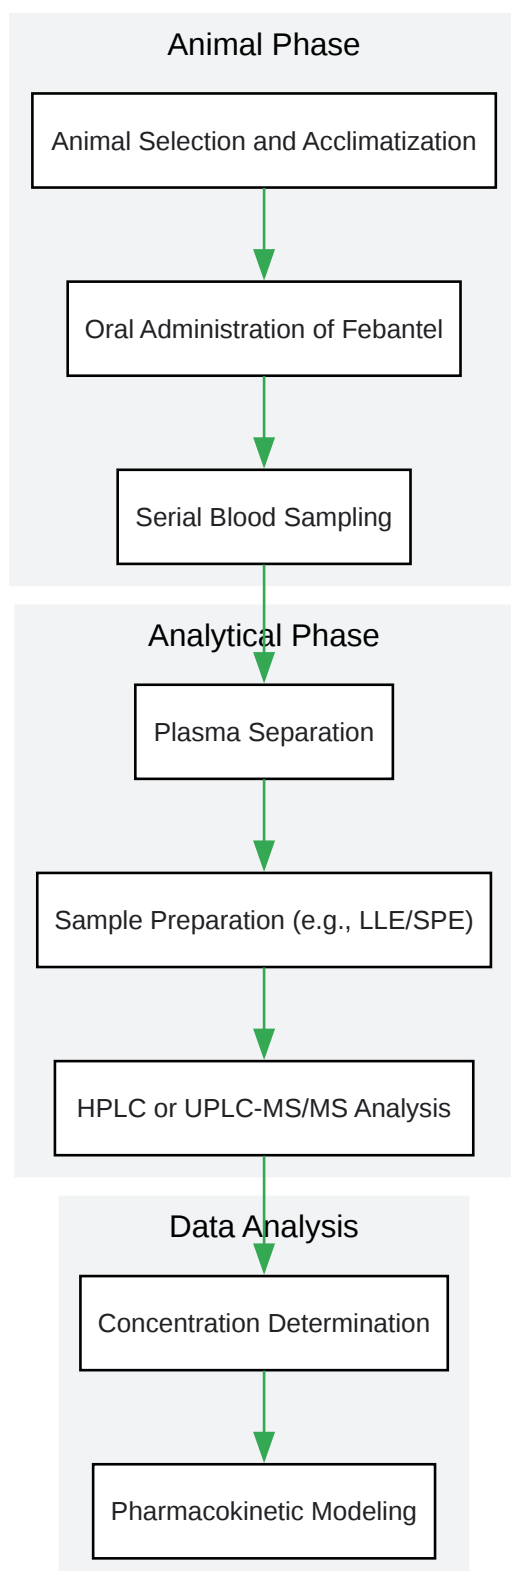 Animal Phase
Animal Selection and Acclimatization
Oral Administration of Febantel
Serial Blood Sampling
Analytical Phase
Plasma Separation
Sample Preparation (e.g., LLE/SPE)
HPLC or UPLC-MS/MS Analysis
Data Analysis
Concentration Determination
Pharmacokinetic Modeling